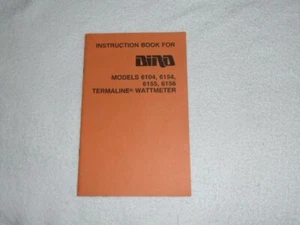 INSTRUCTION BOOK FOR
Bird
MODELS 6104, 6154,
6155, 6156
TERMALINE® WATTMETER